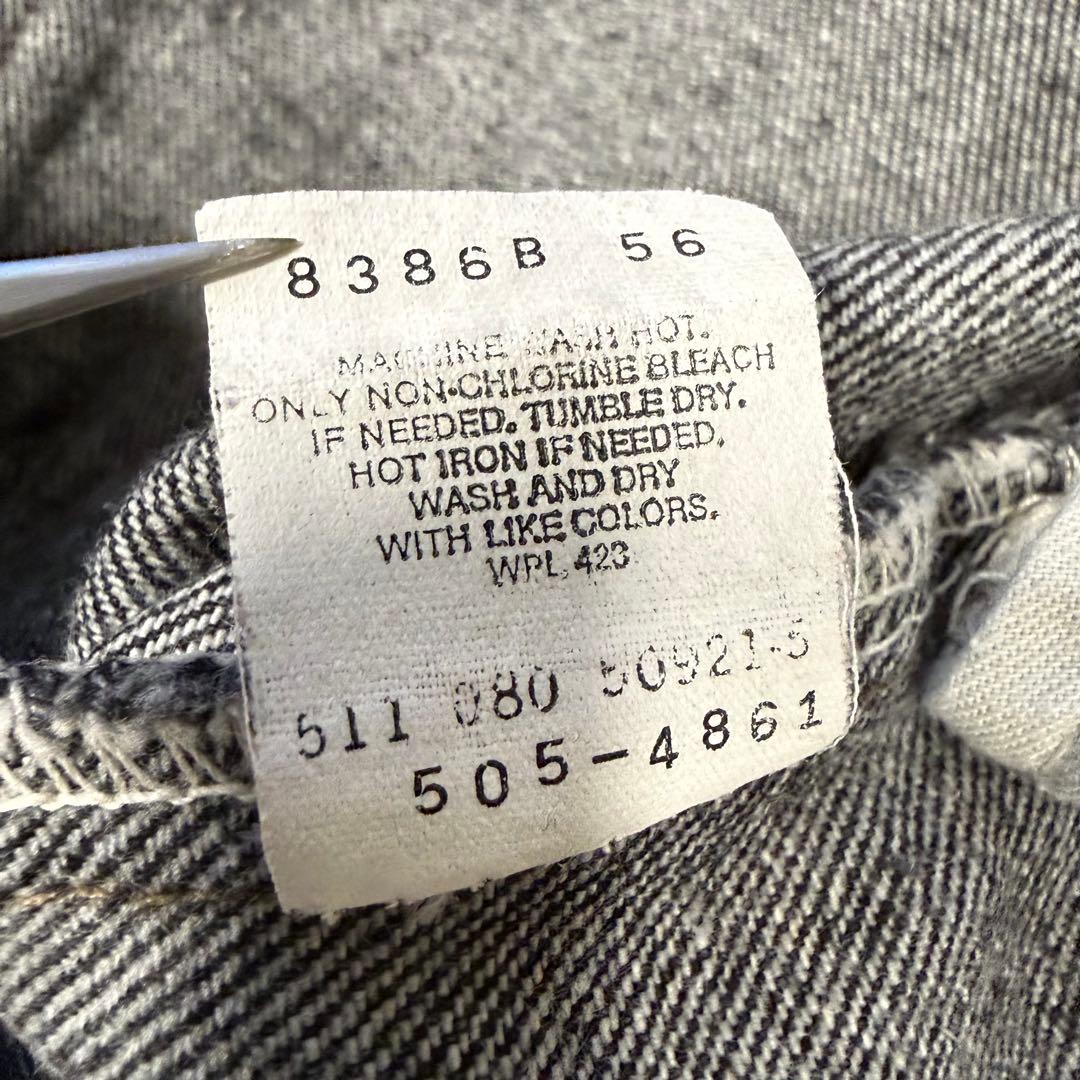 8386B 56
MACHINE WASH HOT.
ONLY NON-CHLORINE BLEACH
IF NEEDED. TUMBLE DRY.
HOT IRON IF NEEDED.
WASH AND DRY
WITH LIKE COLORS.
WPL 423
511 080 50921-5
505-4861